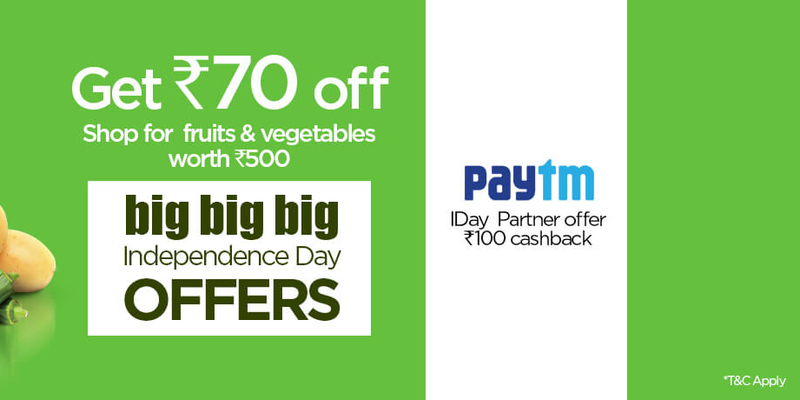 Get ₹70 off
Shop for fruits & vegetables
worth ₹500
big big big
Independence Day
OFFERS
paytm
IDay Partner offer
₹100 cashback
*T&C Apply